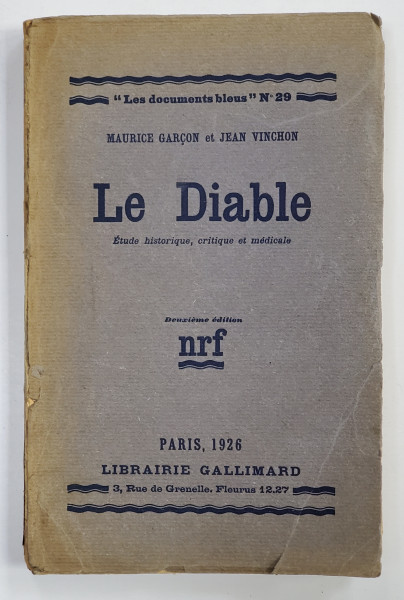 "Les documents bleus" N° 29
MAURICE GARÇON et JEAN VINCHON
Le Diable
Étude historique, critique et médicale
Deuxième édition
nrf
PARIS, 1926
LIBRAIRIE GALLIMARD
3, Rue de Grenelle. Fleurus 12.27